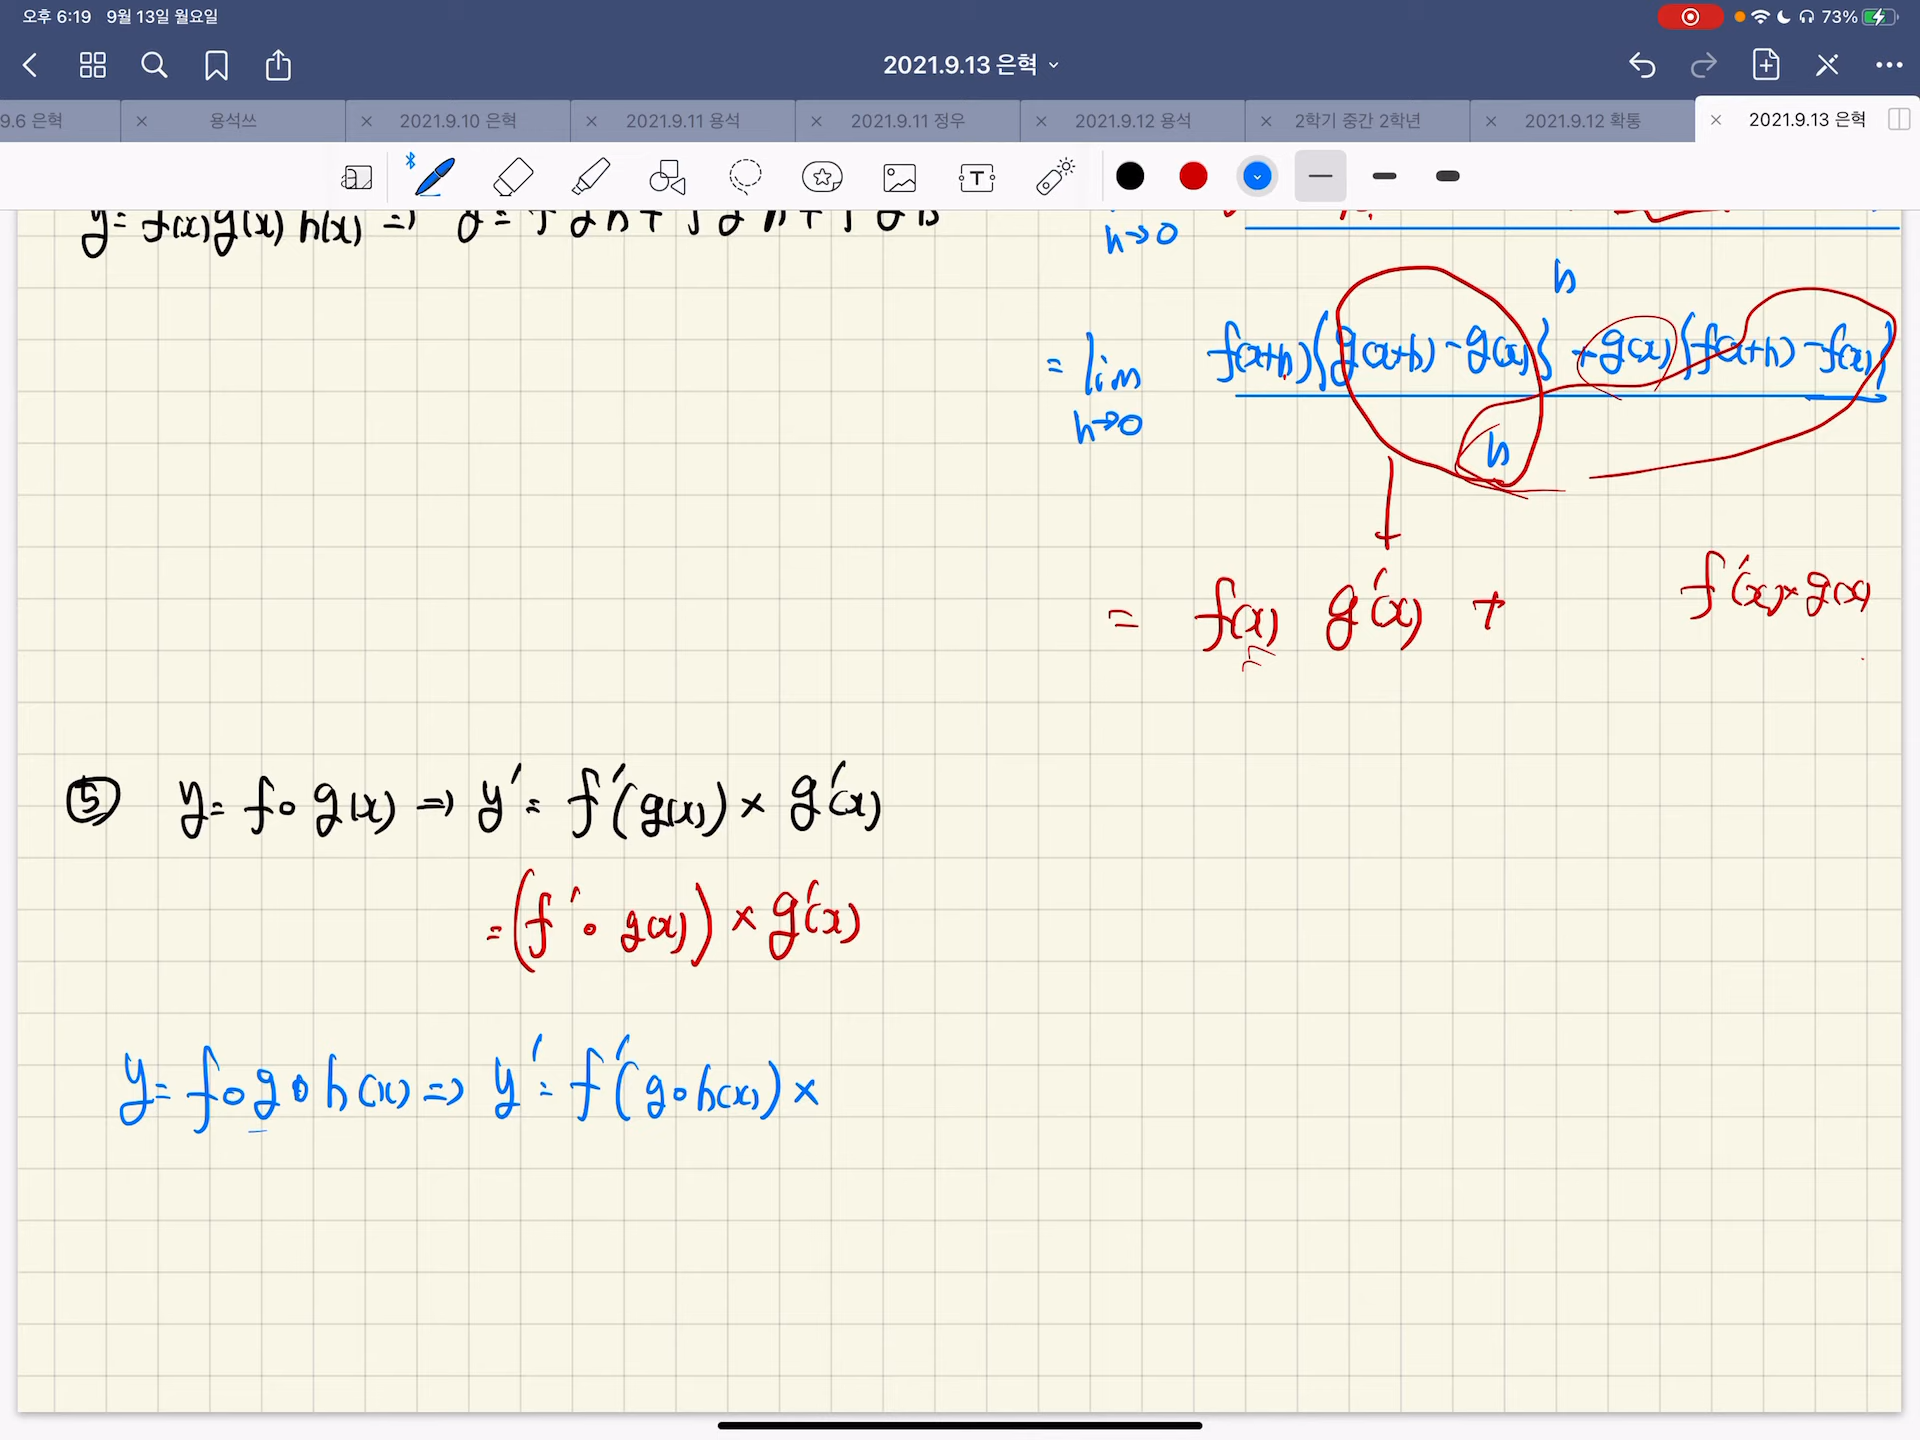 오후 6:19 9월 13일 월요일
73%
2021.9.13 은혁
9.6 은혁
용석쓰
2021.9.10 은혁
2021.9.11 용석
2021.9.11 정우
2021.9.12 용석
2학기 중간 2학년
2021.9.12 확통
2021.9.13 은혁
y= f(x)g(x) h(x) =>
h→0
h
= lim f(x+h){g(x+h) - g(x)} + g(x){f(x+h) - f(x)}
h→0
h
= f(x) g'(x) + f'(x)×g(x)
⑤ y= f∘g(x) => y'= f'(g(x)) × g'(x)
=(f'∘g(x)) × g'(x)
y= f∘g∘h(x) => y'= f'(g∘h(x)) ×